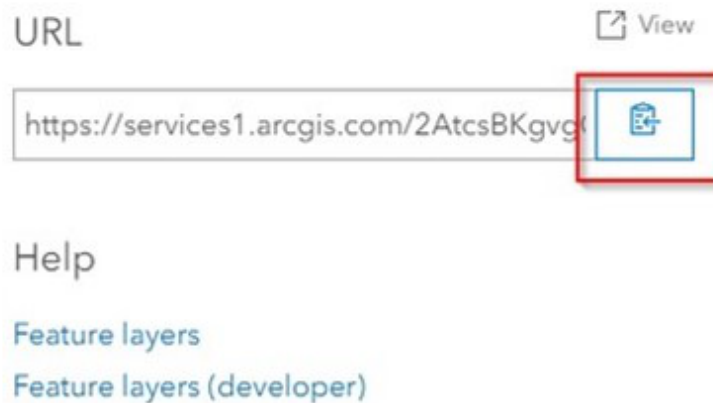 URL
View
https://services1.arcgis.com/2AtcsBKgvg
Help
Feature layers
Feature layers (developer)